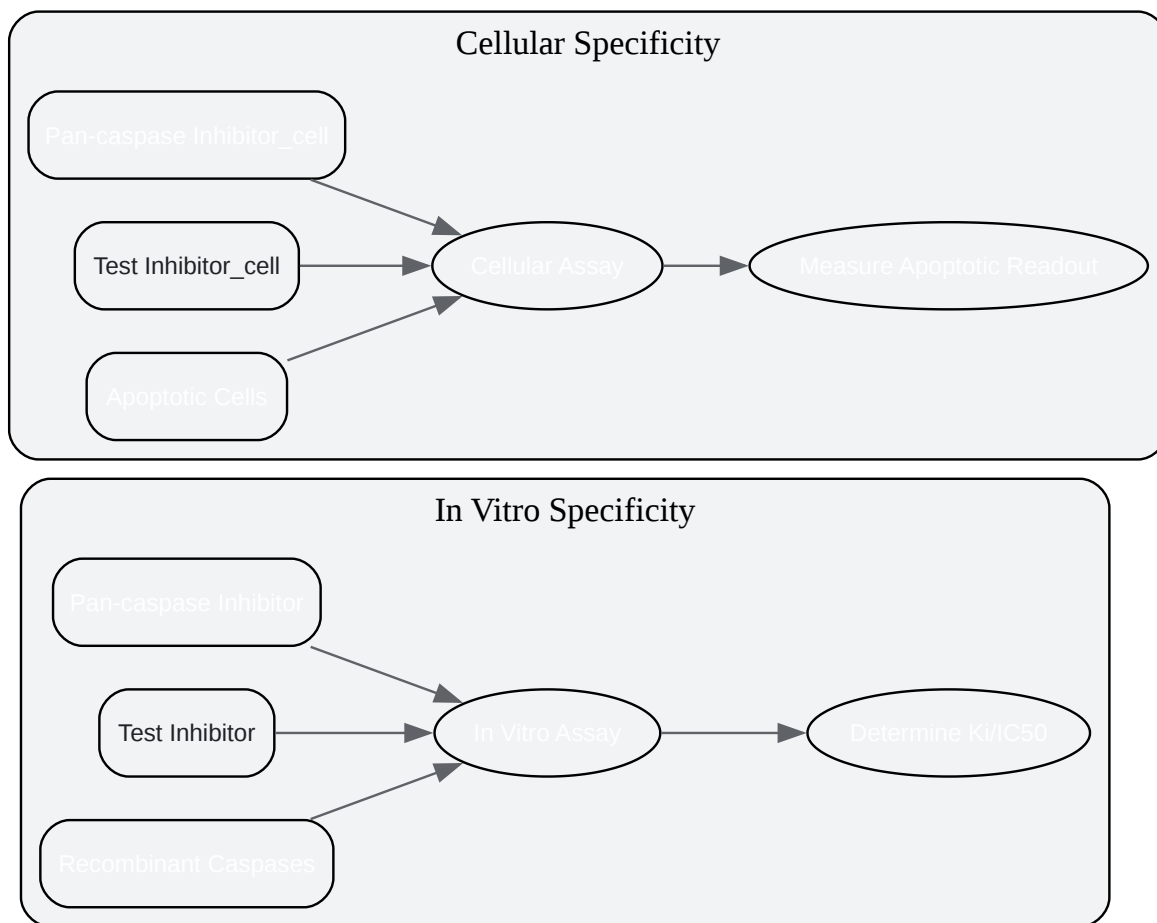 Cellular Specificity
Pan-caspase Inhibitor_cell
Test Inhibitor_cell
Cellular Assay
Measure Apoptotic Readout
Apoptotic Cells
In Vitro Specificity
Pan-caspase Inhibitor
Test Inhibitor
In Vitro Assay
Determine Ki/IC50
Recombinant Caspases